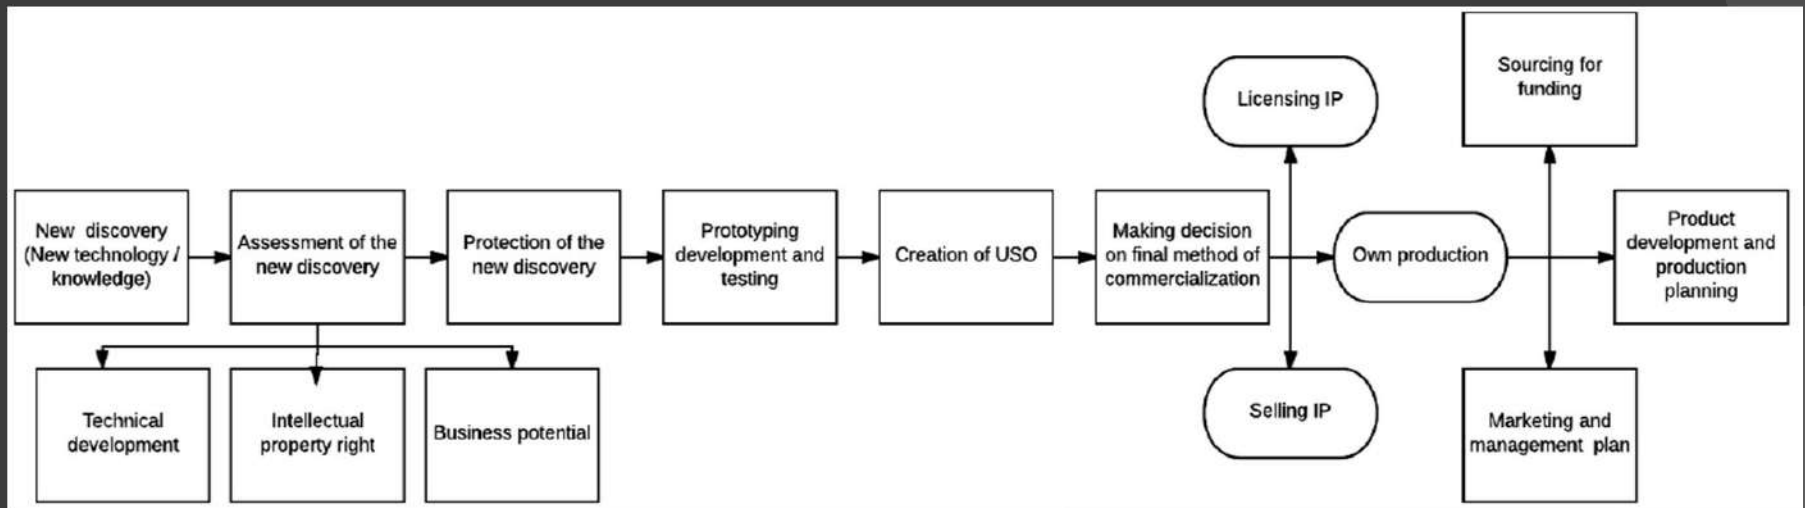 New discovery
(New technology /
knowledge)
Assessment of the
new discovery
Protection of the
new discovery
Prototyping
development and
testing
Creation of USO
Making decision
on final method of
commercialization
Licensing IP
Own production
Selling IP
Sourcing for
funding
Product
development and
production
planning
Marketing and
management plan
Technical
development
Intellectual
property right
Business potential